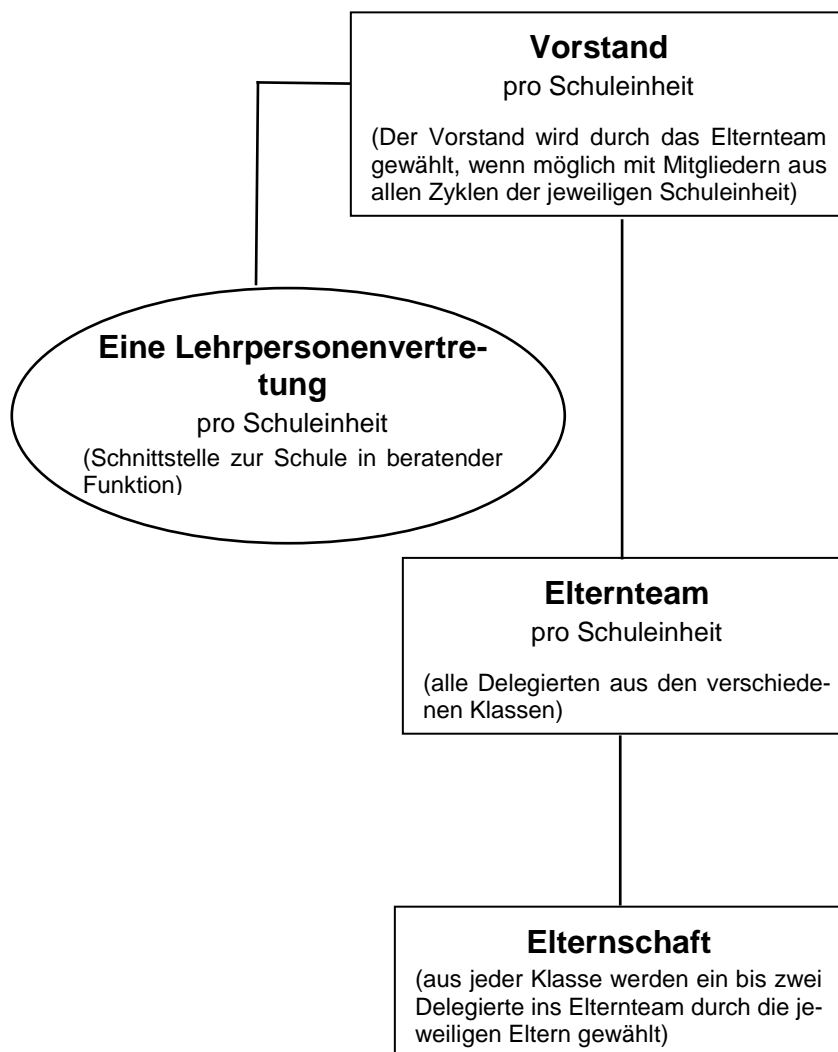 Vorstand
pro Schuleinheit
(Der Vorstand wird durch das Elternteam
gewählt, wenn möglich mit Mitgliedern aus
allen Zyklen der jeweiligen Schuleinheit)
Eine Lehrpersonenvertre-
tung
pro Schuleinheit
(Schnittstelle zur Schule in beratender
Funktion)
Elternteam
pro Schuleinheit
(alle Delegierten aus den verschiede-
nen Klassen)
Elternschaft
(aus jeder Klasse werden ein bis zwei
Delegierte ins Elternteam durch die je-
weiligen Eltern gewählt)